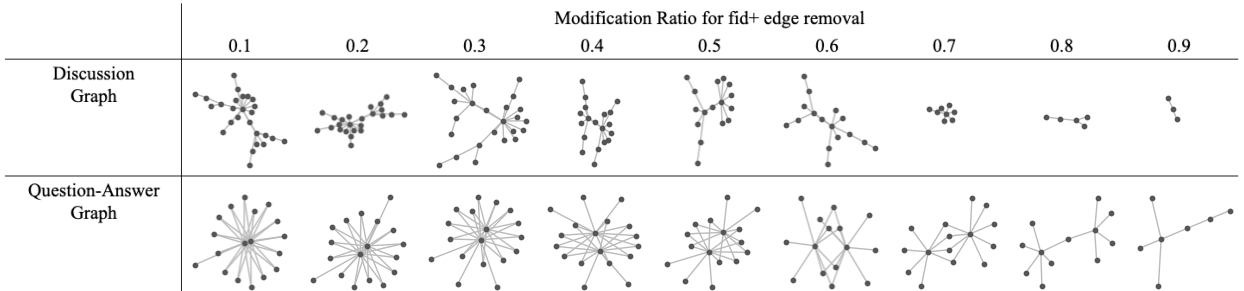 Modification Ratio for fid+ edge removal
0.1 0.2 0.3 0.4 0.5 0.6 0.7 0.8 0.9
Discussion
Graph
Question-Answer
Graph